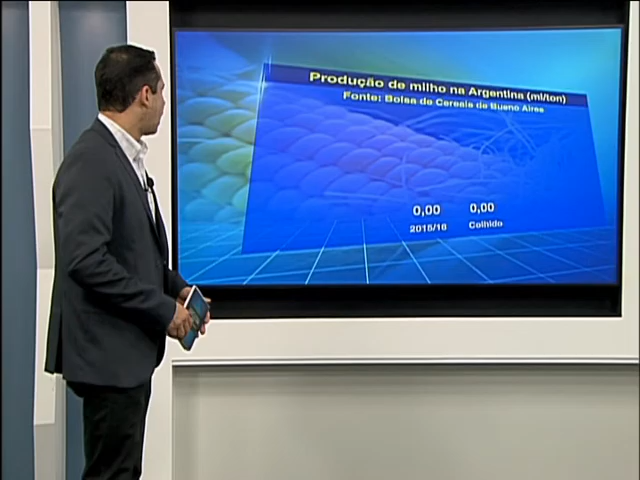 Produção de milho na Argentina (ml/ton)
Fonte: Bolsa de Cereais de Bueno Aires
0,00 0,00
2015/16 Colhido